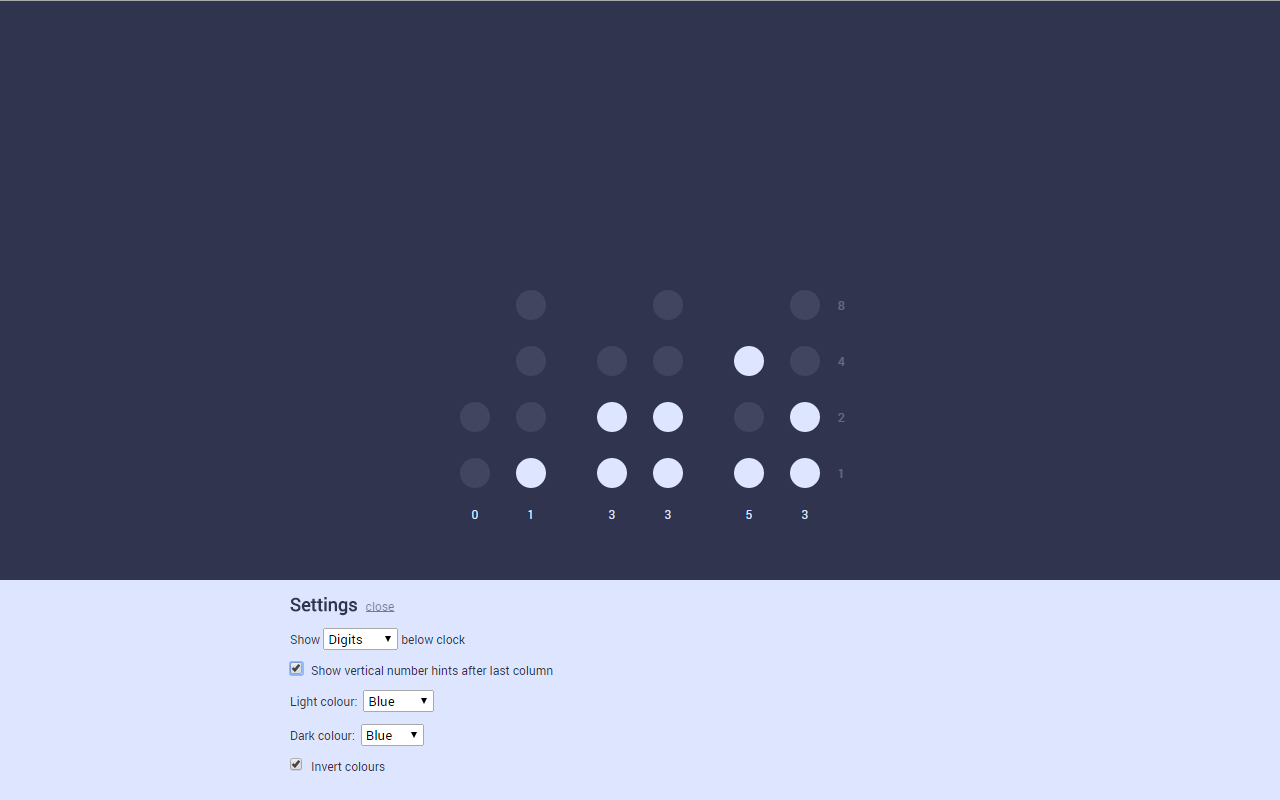 8
4
2
1
0 1 3 3 5 3
Settings close
Show Digits below clock
Show vertical number hints after last column
Light colour: Blue
Dark colour: Blue
Invert colours